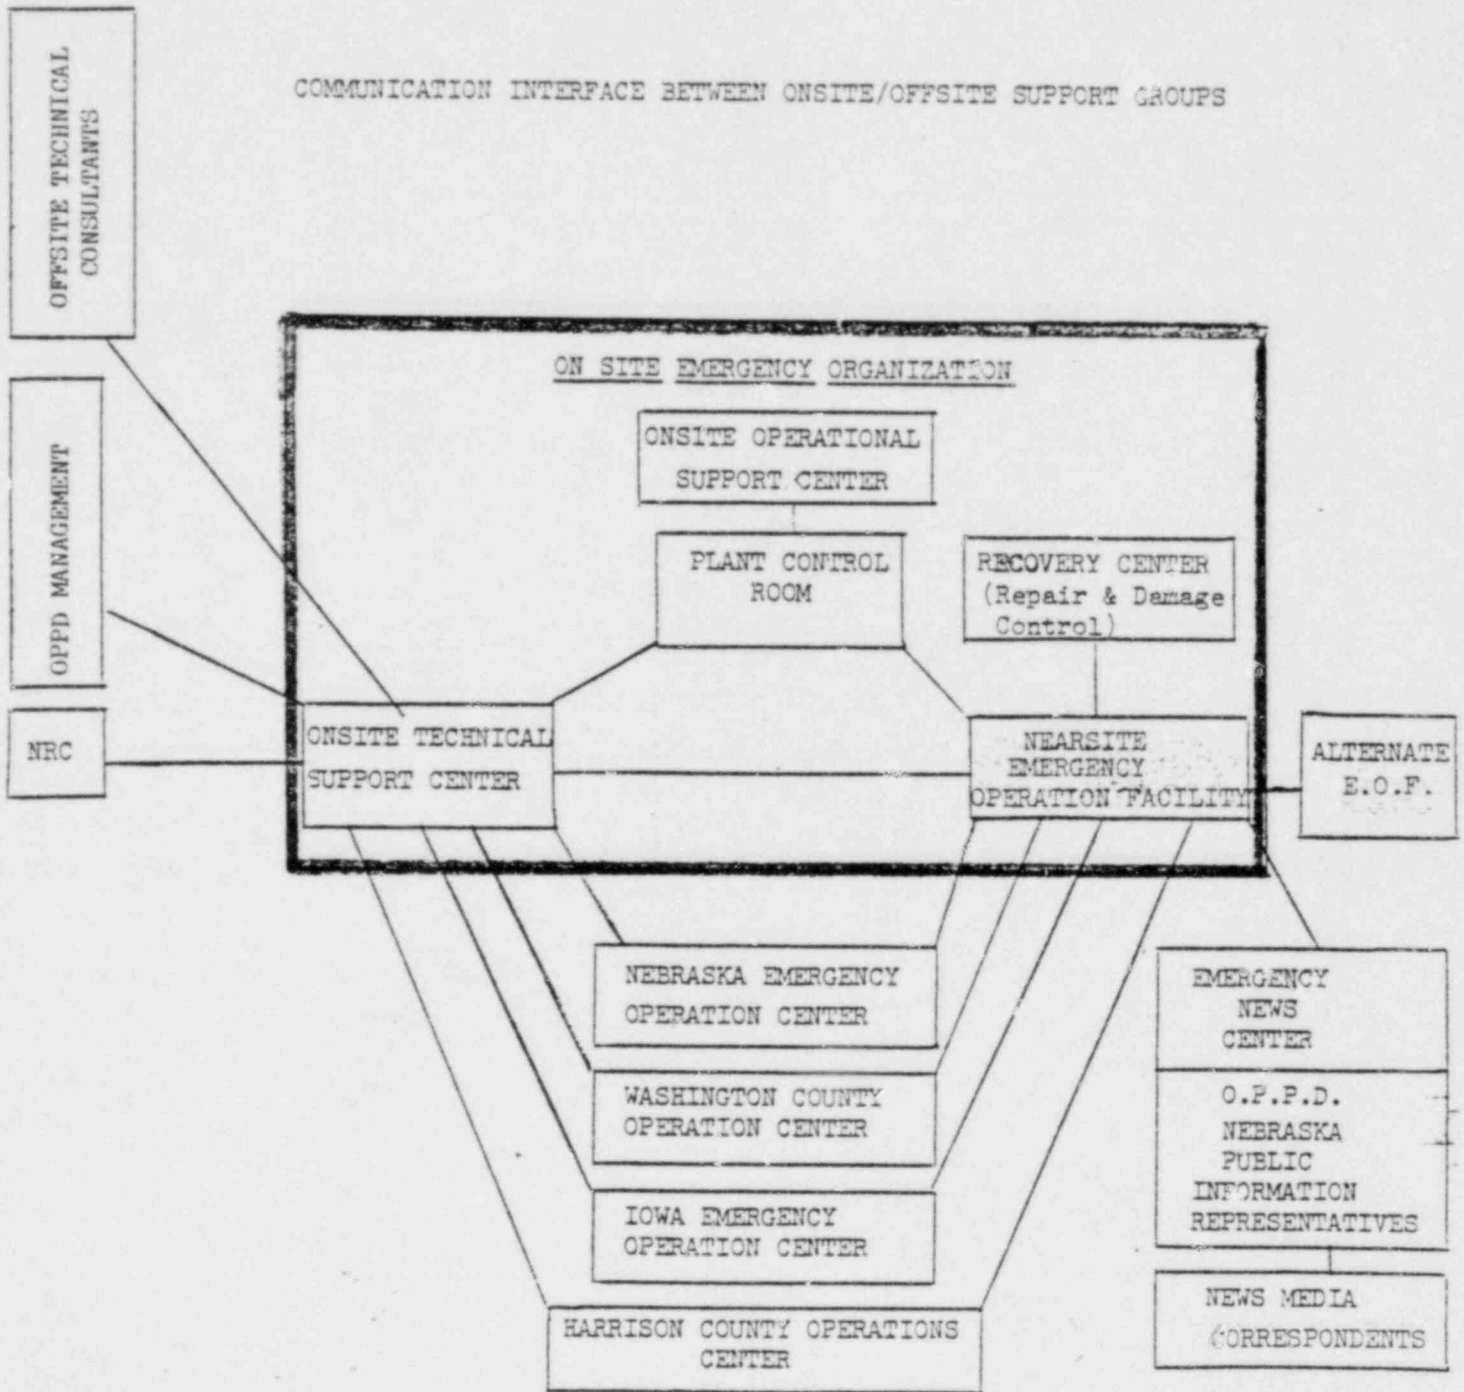 COMMUNICATION INTERFACE BETWEEN ONSITE/OFFSITE SUPPORT GROUPS
OFFSITE TECHNICAL
CONSULTANTS
OPPD MANAGEMENT
NRC
ON SITE EMERGENCY ORGANIZATION
ONSITE OPERATIONAL
SUPPORT CENTER
PLANT CONTROL
ROOM
RECOVERY CENTER
(Repair & Damage
Control)
ONSITE TECHNICAL
SUPPORT CENTER
NEARSITE
EMERGENCY
OPERATION FACILITY
ALTERNATE
E.O.F.
NEBRASKA EMERGENCY
OPERATION CENTER
WASHINGTON COUNTY
OPERATION CENTER
IOWA EMERGENCY
OPERATION CENTER
HARRISON COUNTY OPERATIONS
CENTER
EMERGENCY
NEWS
CENTER
O.P.P.D.
NEBRASKA
PUBLIC
INFORMATION
REPRESENTATIVES
NEWS MEDIA
CORRESPONDENTS